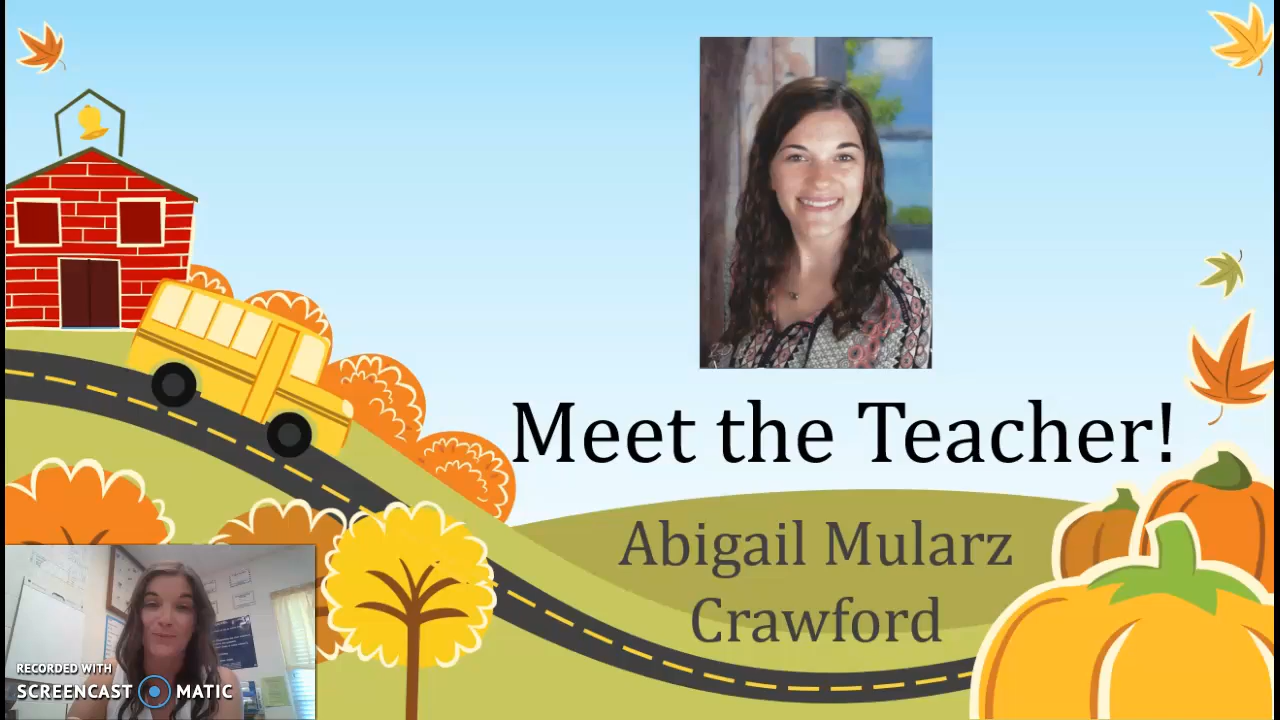 Meet the Teacher!
Abigail Mularz
Crawford
RECORDED WITH
SCREENCAST MATIC